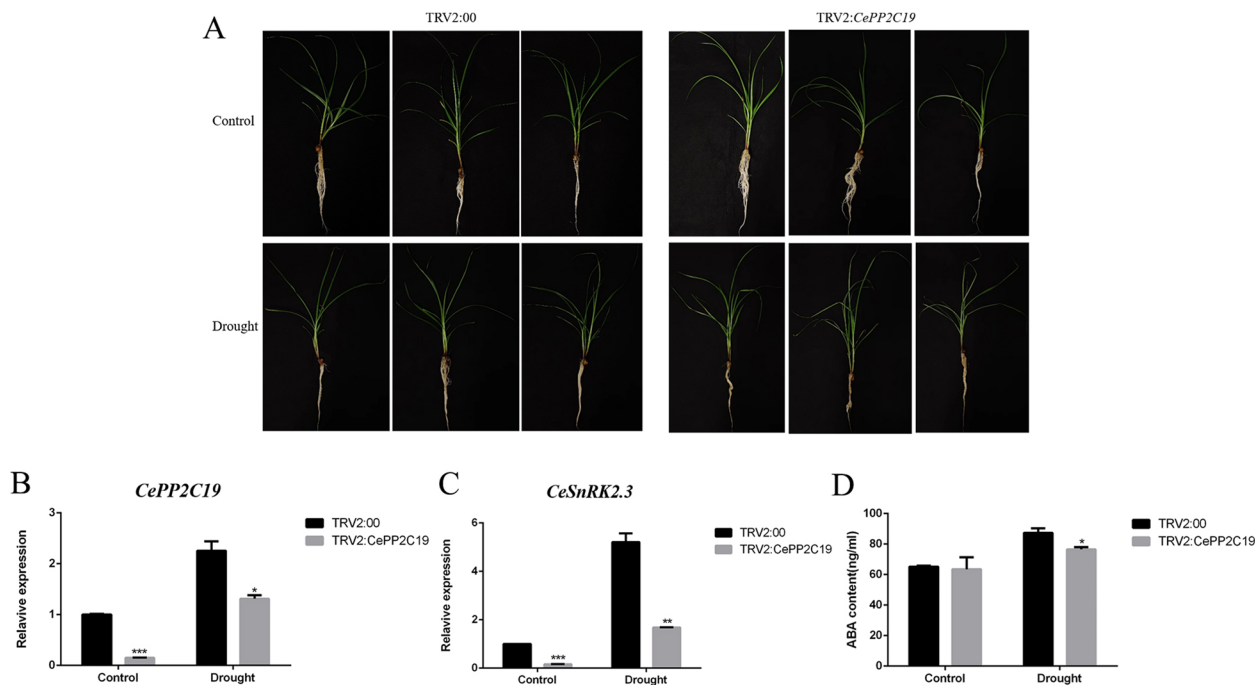 A
TRV2:00
TRV2:CePP2C19
Control
Drought
B
CePP2C19
Relavive expression
3
2
1
0
***
*
Control
Drought
TRV2:00
TRV2:CePP2C19
C
CeSnRK2.3
Relavive expression
6
4
2
0
***
**
Control
Drought
TRV2:00
TRV2:CePP2C19
D
ABA content(ng/ml)
100
80
60
40
20
0
*
Control
Drought
TRV2:00
TRV2:CePP2C19